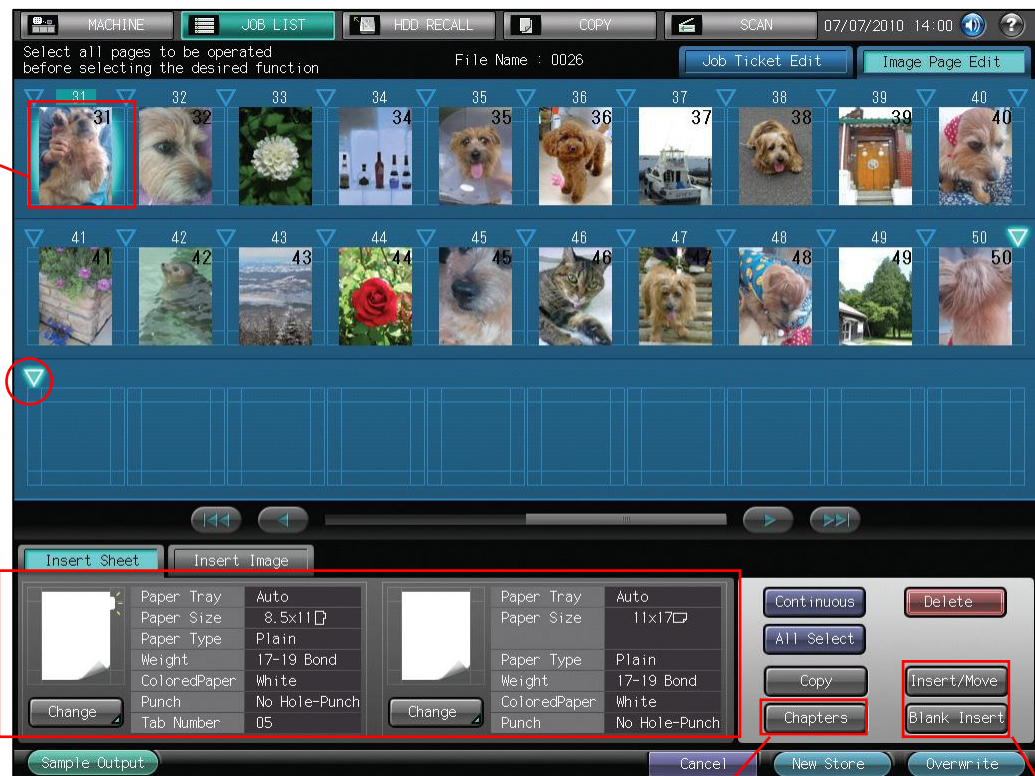 MACHINE JOB LIST HDD RECALL COPY SCAN 07/07/2010 14:00 ?
Select all pages to be operated
before selecting the desired function
File Name : 0026
Job Ticket Edit Image Page Edit
31 32 33 34 35 36 37 38 39 40
31 32 33 34 35 36 37 38 39 40
41 42 43 44 45 46 47 48 49 50
41 42 43 44 45 46 47 48 49 50
Insert Sheet Insert Image
Paper Tray Auto
Paper Size 8.5x11
Paper Type Plain
Weight 17-19 Bond
ColoredPaper White
Punch No Hole-Punch
Tab Number 05
Change
Paper Tray Auto
Paper Size 11x17
Paper Type Plain
Weight 17-19 Bond
ColoredPaper White
Punch No Hole-Punch
Change
Continuous Delete
All Select
Copy Insert/Move
Chapters Blank Insert
Sample Output Cancel New Store Overwrite